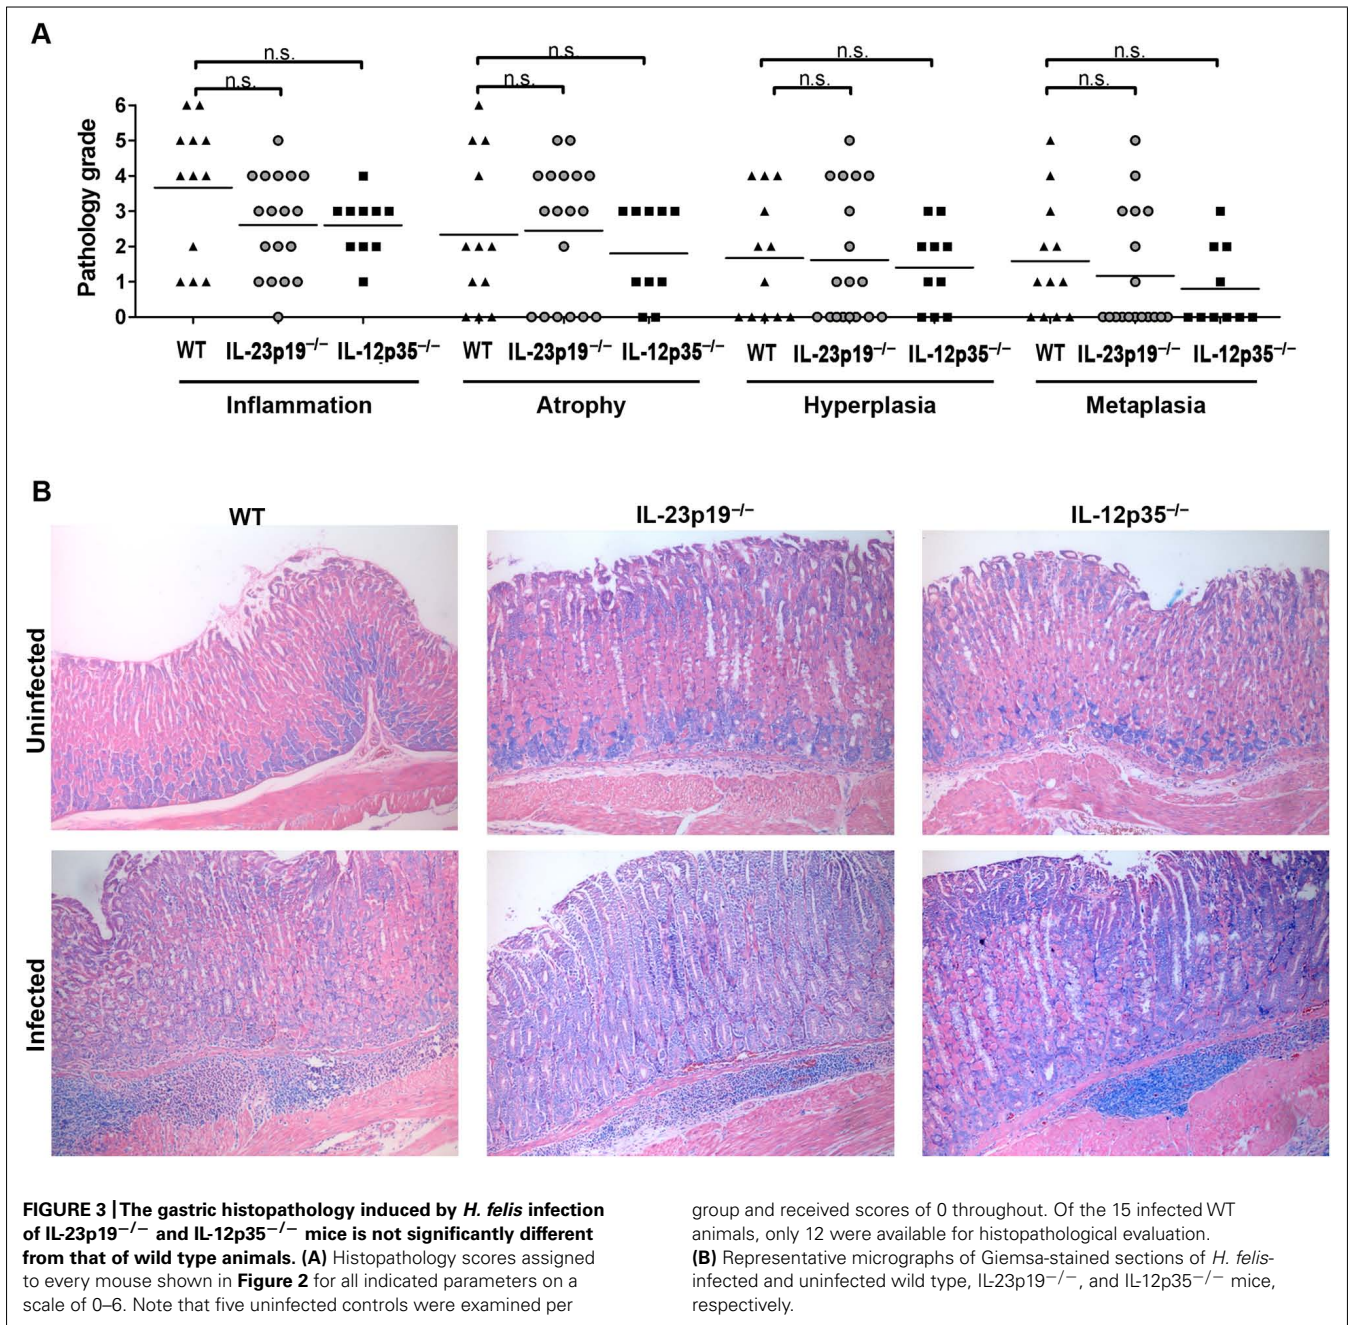 A
n.s.
n.s.
n.s.
n.s.
n.s.
n.s.
n.s.
n.s.
Pathology grade
6
5
4
3
2
1
0
WT IL-23p19−/− IL-12p35−/− WT IL-23p19−/− IL-12p35−/− WT IL-23p19−/− IL-12p35−/− WT IL-23p19−/− IL-12p35−/−
Inflammation Atrophy Hyperplasia Metaplasia
B
WT IL-23p19−/− IL-12p35−/−
Uninfected
Infected
FIGURE 3 | The gastric histopathology induced by H. felis infection
of IL-23p19−/− and IL-12p35−/− mice is not significantly different
from that of wild type animals. (A) Histopathology scores assigned
to every mouse shown in Figure 2 for all indicated parameters on a
scale of 0–6. Note that five uninfected controls were examined per
group and received scores of 0 throughout. Of the 15 infected WT
animals, only 12 were available for histopathological evaluation.
(B) Representative micrographs of Giemsa-stained sections of H. felis-
infected and uninfected wild type, IL-23p19−/−, and IL-12p35−/− mice,
respectively.